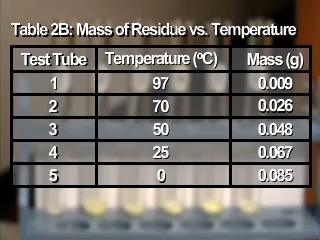 Table 2B: Mass of Residue vs. Temperature
Test Tube Temperature (ºC) Mass (g)
1 97 0.009
2 70 0.026
3 50 0.048
4 25 0.067
5 0 0.085